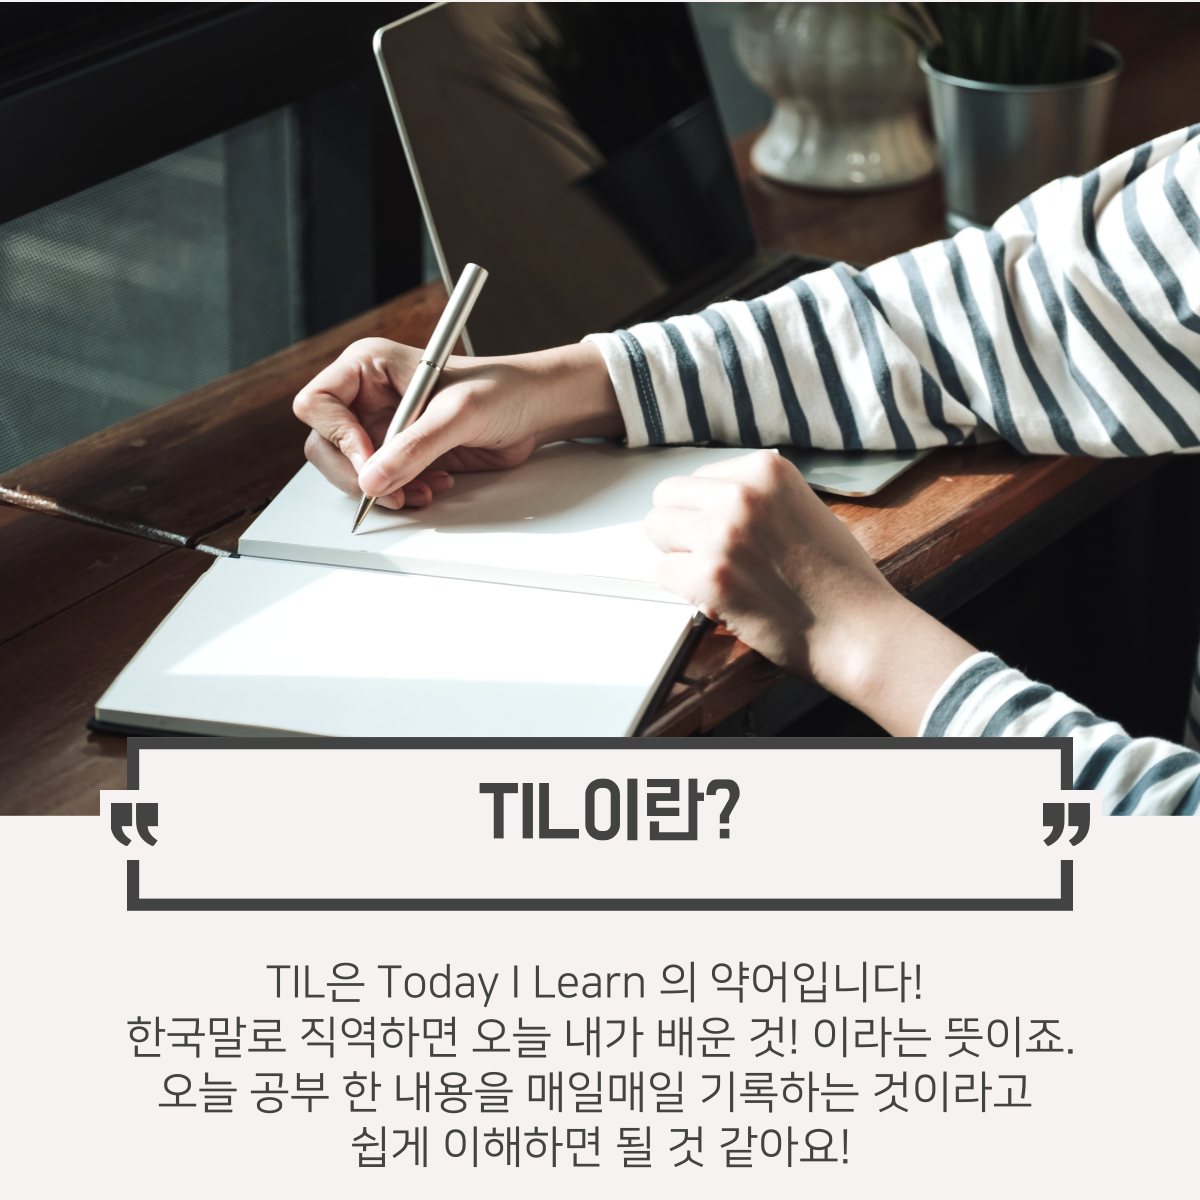 TIL이란?
TIL은 Today I Learn 의 약어입니다!
한국말로 직역하면 오늘 내가 배운 것! 이라는 뜻이죠.
오늘 공부 한 내용을 매일매일 기록하는 것이라고
쉽게 이해하면 될 것 같아요!